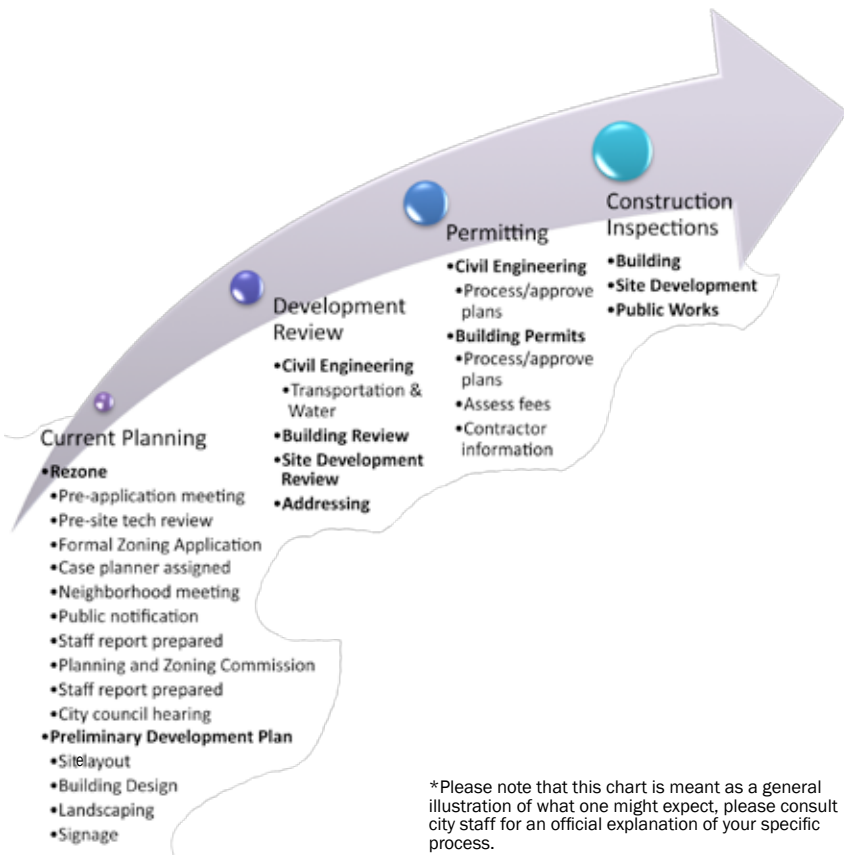 Current Planning
•Rezone
•Pre-application meeting
•Pre-site tech review
•Formal Zoning Application
•Case planner assigned
•Neighborhood meeting
•Public notification
•Staff report prepared
•Planning and Zoning Commission
•Staff report prepared
•City council hearing
•Preliminary Development Plan
•Sitelayout
•Building Design
•Landscaping
•Signage
Development
Review
•Civil Engineering
•Transportation &
Water
•Building Review
•Site Development
Review
•Addressing
Permitting
•Civil Engineering
•Process/approve
plans
•Building Permits
•Process/approve
plans
•Assess fees
•Contractor
information
Construction
Inspections
•Building
•Site Development
•Public Works
*Please note that this chart is meant as a general
illustration of what one might expect, please consult
city staff for an official explanation of your specific
process.